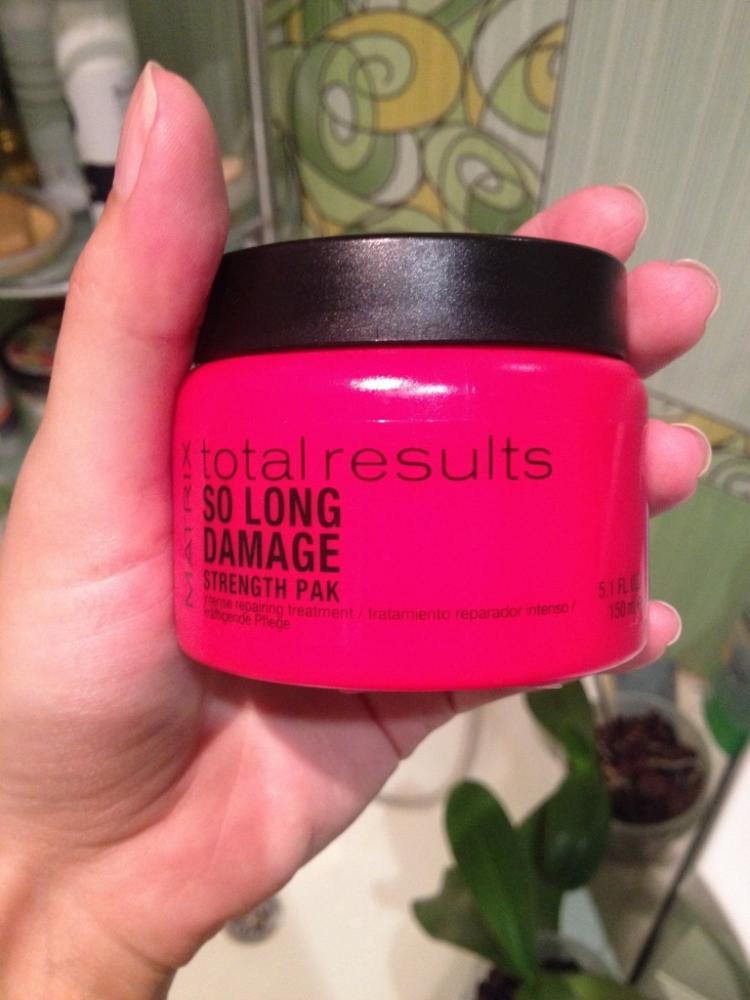 MATRIX
total results
SO LONG
DAMAGE
STRENGTH PAK
intense repairing treatment / tratamiento reparador intenso /
kräftigende Pflege
5.1 FL
150 ml